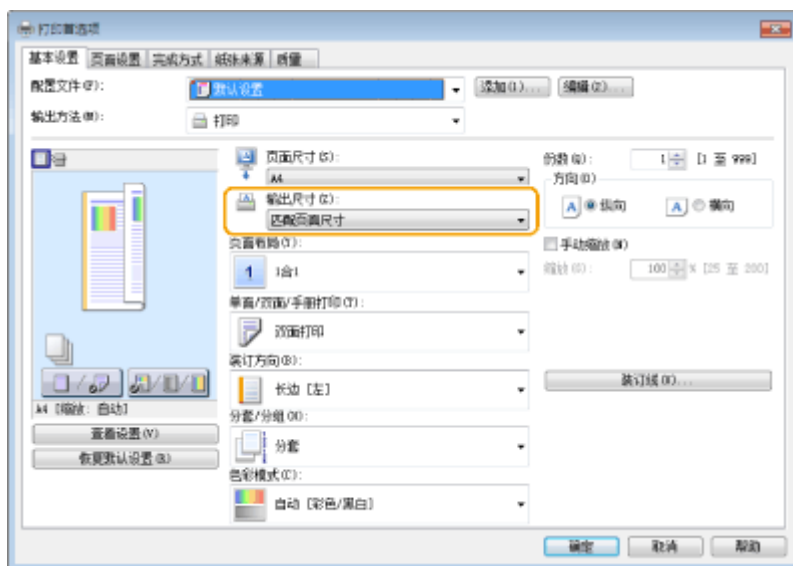 打印首选项
基本设置 页面设置 完成方式 纸张来源 质量
配置文件(F): 默认设置 添加(1)... 编辑(2)...
输出方法(M): 打印
页面尺寸(S):
A4
输出尺寸(Z):
匹配页面尺寸
份数(Q): 1 [1 至 999]
方向(O)
A 纵向 A 横向
手动缩放(N)
缩放(G): 100 % [25 至 200]
页面布局(Y):
1 1合1
单面/双面/手册打印(T):
双面打印
装订方向(B):
长边 [左]
装订线(X)...
A4 [缩放: 自动]
查看设置(V)
恢复默认设置(R)
分套/分组(H):
分套
色彩模式(C):
自动 [彩色/黑白]
确定 取消 帮助